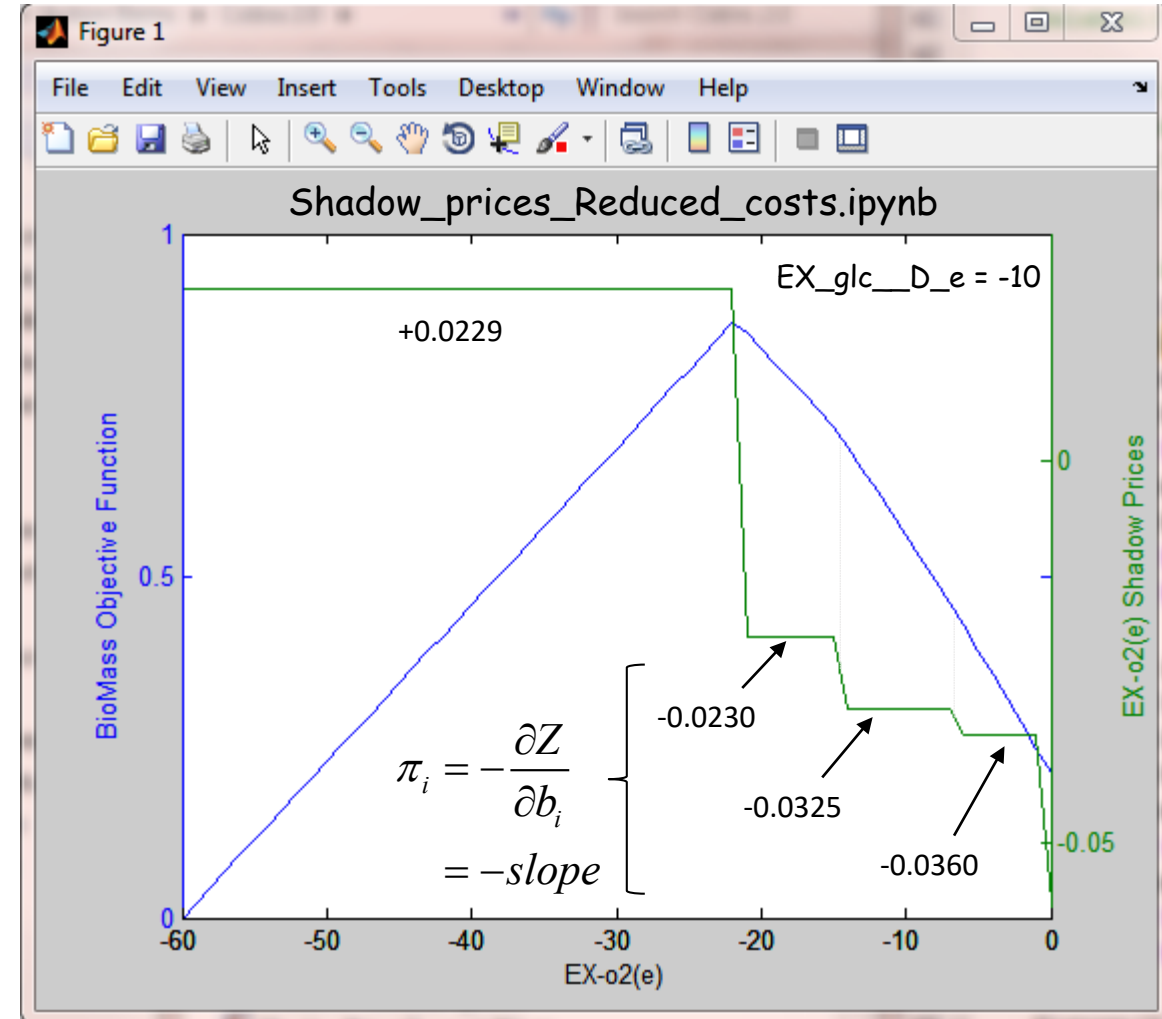 Figure 1
File Edit View Insert Tools Desktop Window Help
Shadow_prices_Reduced_costs.ipynb
EX_glc__D_e = -10
+0.0229
-0.0230
-0.0325
-0.0360
π_i = -∂Z/∂b_i
= -slope
BioMass Objective Function
1
0.5
0
EX-o2(e) Shadow Prices
0
-0.05
-60 -50 -40 -30 -20 -10 0
EX-o2(e)